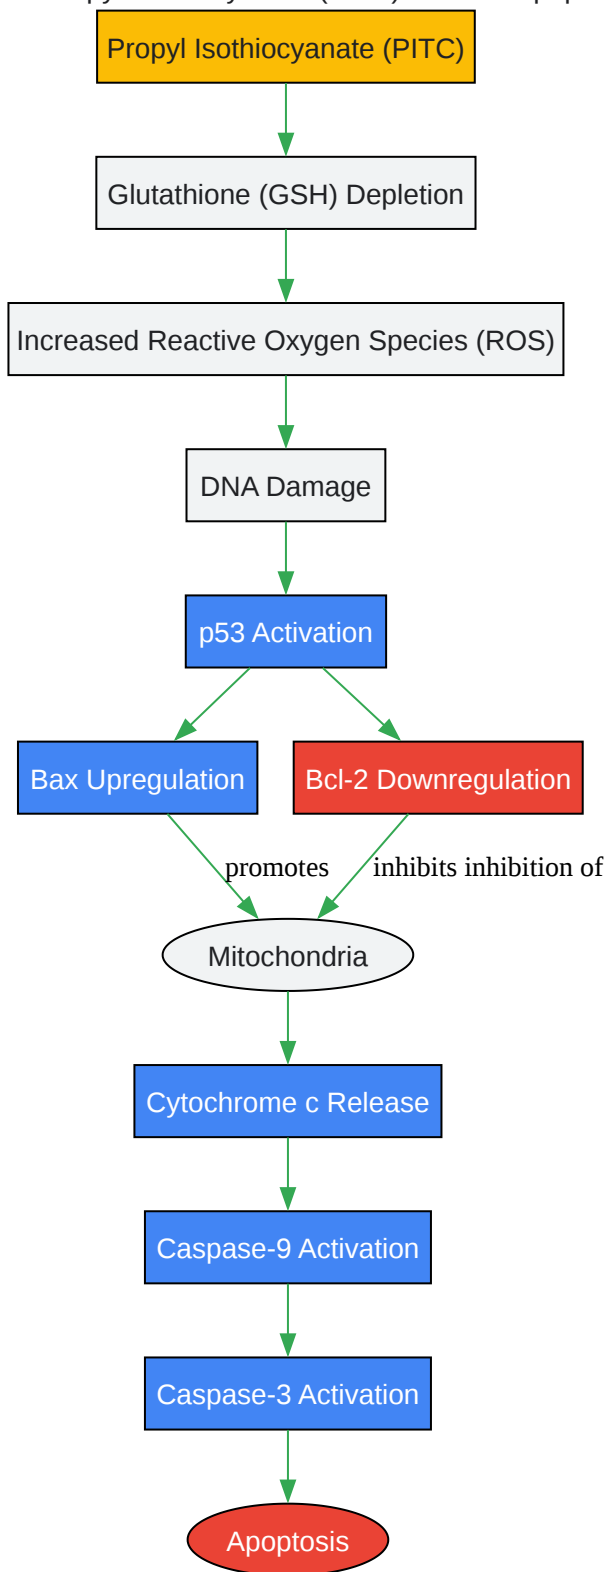 Propyl Isothiocyanate (PITC)
Glutathione (GSH) Depletion
Increased Reactive Oxygen Species (ROS)
DNA Damage
p53 Activation
Bax Upregulation
Bcl-2 Downregulation
promotes
inhibits inhibition of
Mitochondria
Cytochrome c Release
Caspase-9 Activation
Caspase-3 Activation
Apoptosis